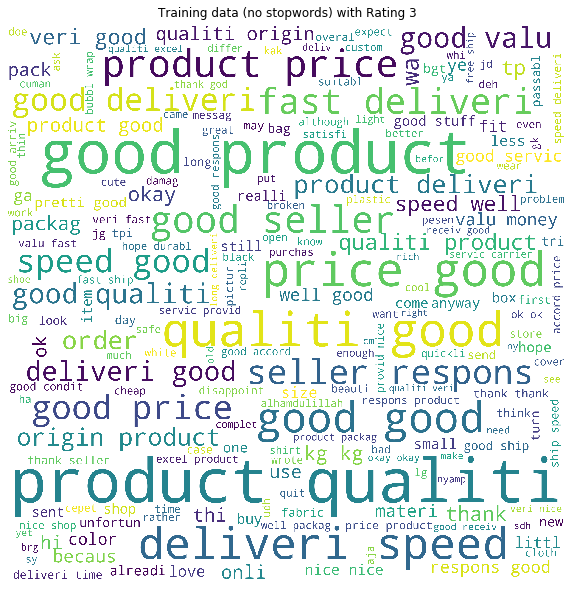 Training data (no stopwords) with Rating 3
doe
veri good
qualiti origin
overal
expect
good valu
ask
qualiti excel
differ
deliv
custom
pack
product price
kak
wa
whi
ye
jd
free ship
passabl
cuman
bubbl wrap
thank god
suitabl
bgt
ya
deh
tp
speed deliveri
good deliveri
fast deliveri
came
messag
although
light
good stuff
fit
even
good arriv
thin
product good
great
may
bag
satisfi
better
less
gk
good product
good respons
long
put
befor
good servic
wear
cute
damag
okay
realli
product deliveri
ga
pretti good
broken
plastic
speed well
pesen
problem
work
veri fast
good seller
receiv good
valu money
packag
jg
tpi
open
know
qualiti product
tri
valu fast
hope durabl
still
black
purchas
rich
servic carrier
speed good
long deliveri
pictur
replic
price good
accord price
shoe
fast ship
item
cool
good qualiti
well good
come
anyway
box
first
big
servic provid
look
day
safe
qualiti good
cm
want
right
ok ok
ok
order
white
old
good accord
enough
provid nice
quickli
store
ny
hope
much
send
deliveri good
seller respons
cover
good condit
cheap
disappoint
beauti
qualiti veri
see
ha
size
alhamdulillah
respons product
thank thank
good price
good good
think
turn
ship speed
complet
need
origin product
case
one
product packag
bad
small
good ship
thank seller
excel product
shirt
wrote
kg kg
okay okay
make
product qualiti
use
lg
nyamp
sent
cepet
shop
time
quit
fabric
materi
thank
veri nice
nice shop
unfortun
rather
thi
buy
well packag
price product
good receiv
sdh
new
yet
hi
color
deliveri speed
littl
brg
becaus
aja
cloth
sy
deliveri time
alreadi
love
onli
nice nice
respons good